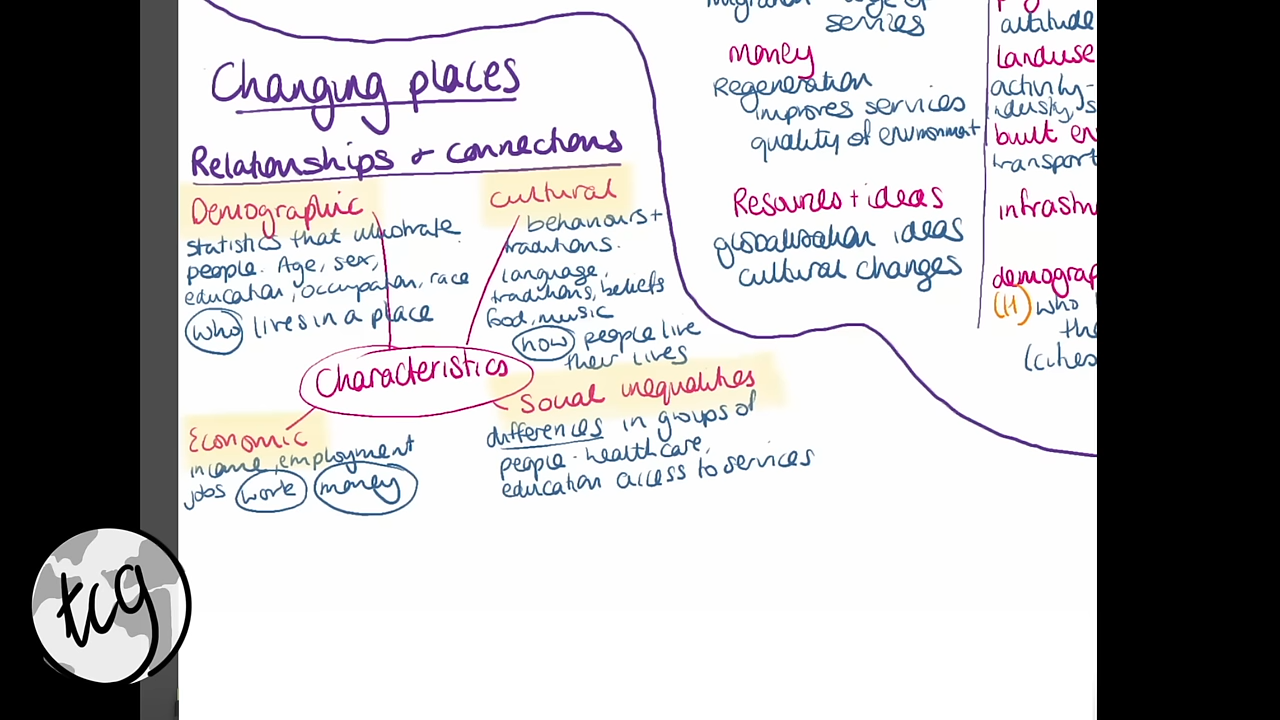 Changing places
Relationships + connections
Demographic
statistics that illustrate
people. Age, sex,
education, occupation, race
who lives in a place
cultural
behaviours +
traditions.
language,
traditions, beliefs
food, music
how people live
their lives
Characteristics
Economic
income, employment
jobs work money
Social inequalities
differences in groups of
people. healthcare,
education access to services
services
money
Regeneration
improves services
quality of environment
Resources + ideas
globalisation ideas
cultural changes
attitude
landuse
activity-
built en
transport
infrastru
demograp
(H) who
the
(cities
tcg